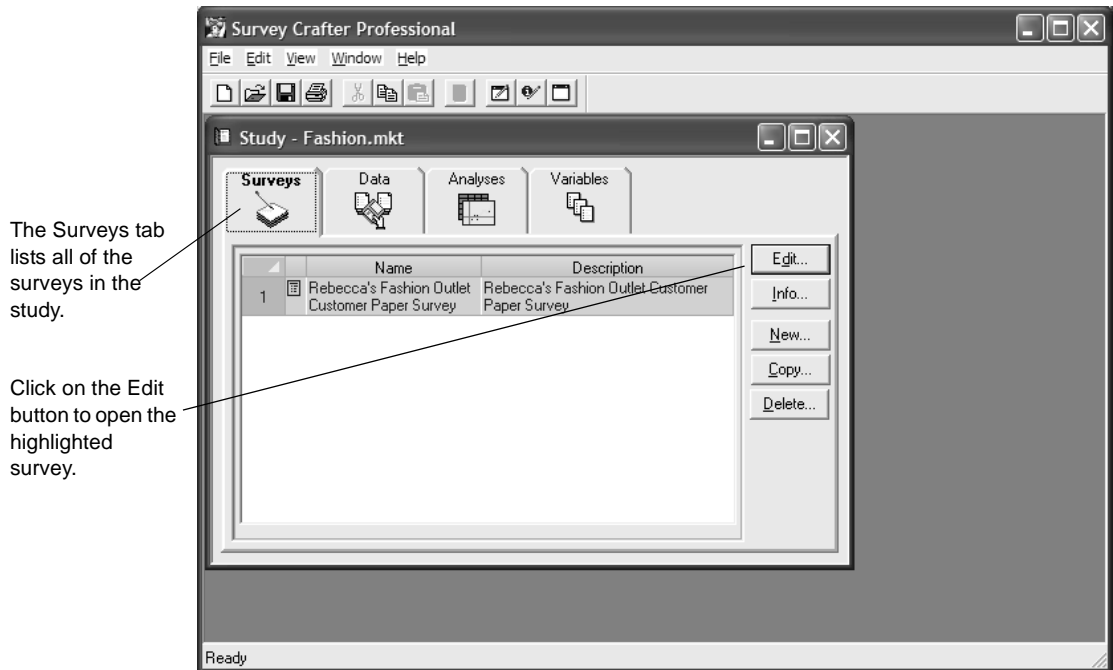 Survey Crafter Professional
File Edit View Window Help
Study - Fashion.mkt
Surveys Data Analyses Variables
The Surveys tab
lists all of the
surveys in the
study.
Name Description
1 Rebecca's Fashion Outlet Rebecca's Fashion Outlet Customer
Customer Paper Survey Paper Survey
Edit...
Info...
New...
Copy...
Delete...
Click on the Edit
button to open the
highlighted
survey.
Ready